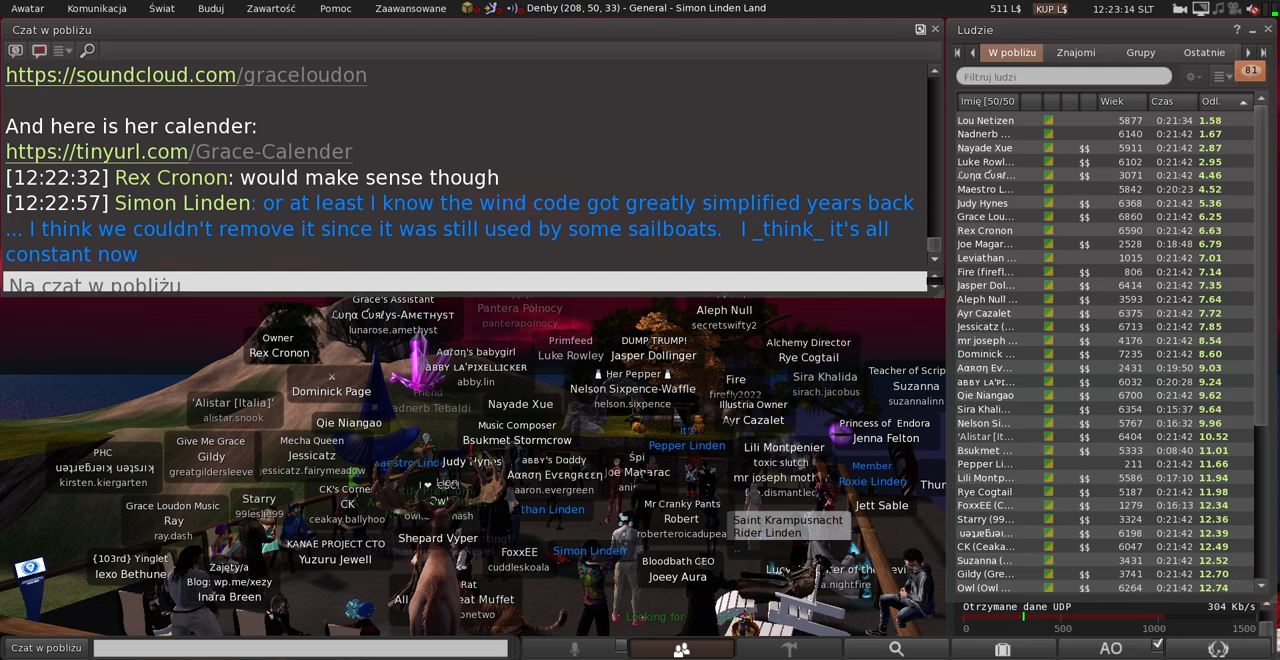 Awatar Komunikacja Świat Buduj Zawartość Pomoc Zaawansowane Denby (208, 50, 33) - General - Simon Linden Land 511 L$ KUP L$ 12:23:14 SLT
Czat w pobliżu
https://soundcloud.com/graceloudon
And here is her calender:
https://tinyurl.com/Grace-Calender
[12:22:32] Rex Cronon: would make sense though
[12:22:57] Simon Linden: or at least I know the wind code got greatly simplified years back
... I think we couldn't remove it since it was still used by some sailboats.   I _think_ it's all
constant now
Na czat w pobliżu
Grace's Assistant
lunarose.amethyst
Owner
Rex Cronon
Pantera Północy
panterapolnocy
Aleph Null
secretswifty2
Primfeed
Luke Rowley
DUMP TRUMP!
Jasper Dollinger
Alchemy Director
Rye Cogtail
Dominick Page
Aaron's babygirl
abby.lin
Her Pepper
Nelson Sixpence-Waffle
nelson.sixpence
Fire
firefly2022
Sira Khalida
sirach.jacobus
Teacher of Scrip
Suzanna
suzannalinn
'Alistar [Italia]'
alistar.snook
Friend
Qie Niangao
Nayade Xue
Illustria Owner
Ayr Cazalet
Music Composer
Bsukmet Stormcrow
It's
Pepper Linden
Princess of Endora
Jenna Felton
PHC
kirsten.kiergarten
Give Me Grace
Gildy
greatgildersleeve
Mecha Queen
Jessicatz
jessicatz.fairymeadow
Judy Hynes
aaron.evergreen
Joe Magarac
Lili Montpenier
toxic slutch
mr joseph moth
Member
Roxie Linden
Grace Loudon Music
Ray
ray.dash
Starry
99leslie99
CK's Corne
CK
ceakay.ballyhoo
Mr Cranky Pants
Robert
roberteroicadupea
Saint Krampusnacht
Rider Linden
Jett Sable
{103rd} Yinglet
Iexo Bethune
Zajęty/a
Blog: wp.me/xezy
Inara Breen
KANAE PROJECT CTO
Yuzuru Jewell
Shepard Vyper
FoxxEE
cuddleskoala
Simon Linden
Bloodbath CEO
Joeey Aura
Looking for
Czat w pobliżu
AO
Ludzie
W pobliżu Znajomi Grupy Ostatnie
Filtruj ludzi 81
Imię [50/50 Wiek Czas Odl.
Lou Netizen 5877 0:21:34 1.58
Nadnerb ... 6140 0:21:42 1.67
Nayade Xue $$ 5911 0:21:42 2.87
Luke Rowl... $$ 6102 0:21:42 2.95
$$ 3071 0:21:42 4.46
Maestro L... 5842 0:20:23 4.52
Judy Hynes $$ 6368 0:21:42 5.36
Grace Lou... $$ 6860 0:21:42 6.25
Rex Cronon 6590 0:21:42 6.63
Joe Magar... $$ 2528 0:18:48 6.79
Leviathan ... 1015 0:21:42 7.01
Fire (firefl... $$ 806 0:21:42 7.14
Jasper Dol... $$ 6414 0:21:42 7.35
Aleph Null ... $$ 3593 0:21:42 7.64
Ayr Cazalet $$ 6375 0:21:42 7.72
Jessicatz (... $$ 6713 0:21:42 7.85
mr joseph ... $$ 4176 0:21:42 8.54
Dominick ... $$ 7235 0:21:42 8.60
$$ 2431 0:19:50 9.03
$$ 6032 0:20:28 9.24
Qie Niangao $$ 6700 0:21:42 9.62
Sira Khali... $$ 6354 0:15:37 9.64
Nelson Si... $$ 5767 0:16:32 9.96
'Alistar [It... $$ 6404 0:21:42 10.52
Bsukmet ... $$ 5333 0:08:40 11.01
Pepper Li... 211 0:21:42 11.66
Lili Montp... $$ 5586 0:17:10 11.94
Rye Cogtail $$ 5187 0:21:42 11.98
FoxxEE (C... $$ 1279 0:16:13 12.34
Starry (99... $$ 3324 0:21:42 12.36
$$ 6198 0:21:42 12.39
CK (Ceaka... $$ 6047 0:21:42 12.49
Suzanna (... 3431 0:21:42 12.52
Gildy (Gre... $$ 3741 0:21:42 12.70
Owl (Owl ... $$ 6264 0:21:42 12.74
Otrzymane dane UDP 304 Kb/s
0 500 1000 1500